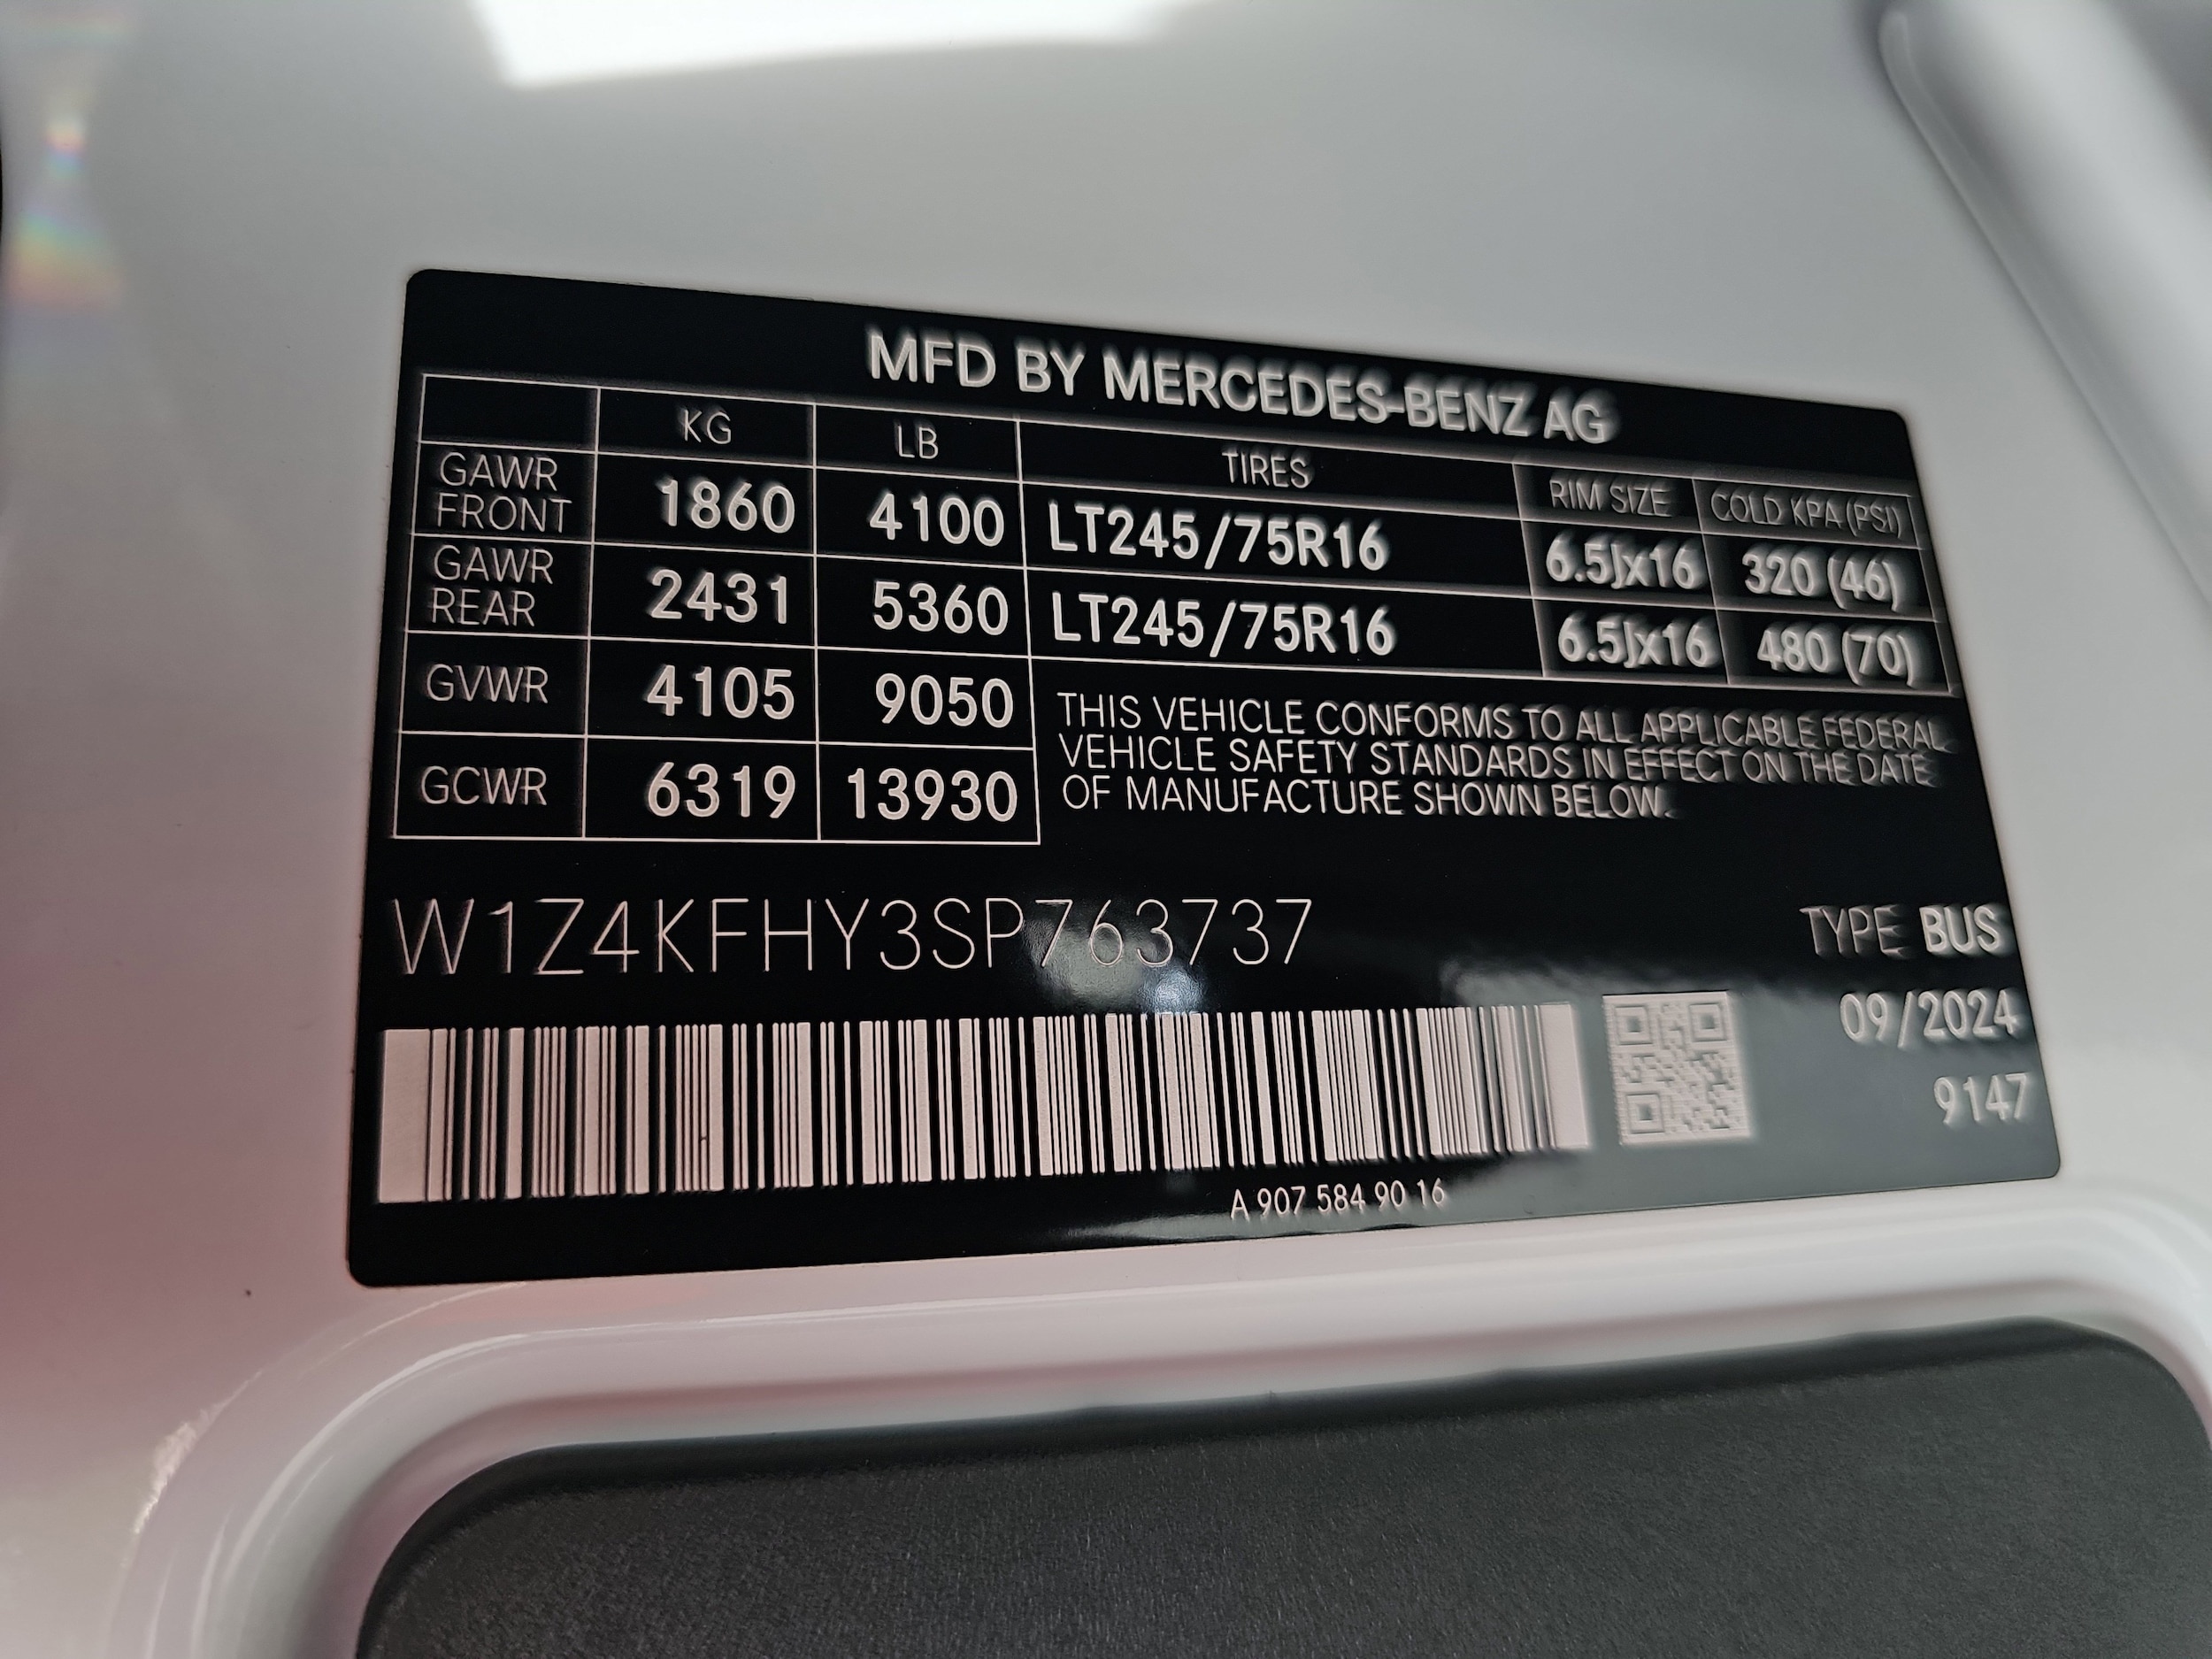 MFD BY MERCEDES-BENZ AG
KG LB TIRES RIM SIZE COLD KPA (PSI)
GAWR FRONT 1860 4100 LT245/75R16 6.5Jx16 320 (46)
GAWR REAR 2431 5360 LT245/75R16 6.5Jx16 480 (70)
GVWR 4105 9050
GCWR 6319 13930
THIS VEHICLE CONFORMS TO ALL APPLICABLE FEDERAL
VEHICLE SAFETY STANDARDS IN EFFECT ON THE DATE
OF MANUFACTURE SHOWN BELOW.
W1Z4KFHY3SP763737
TYPE BUS
09/2024
9147
A 907 584 90 16